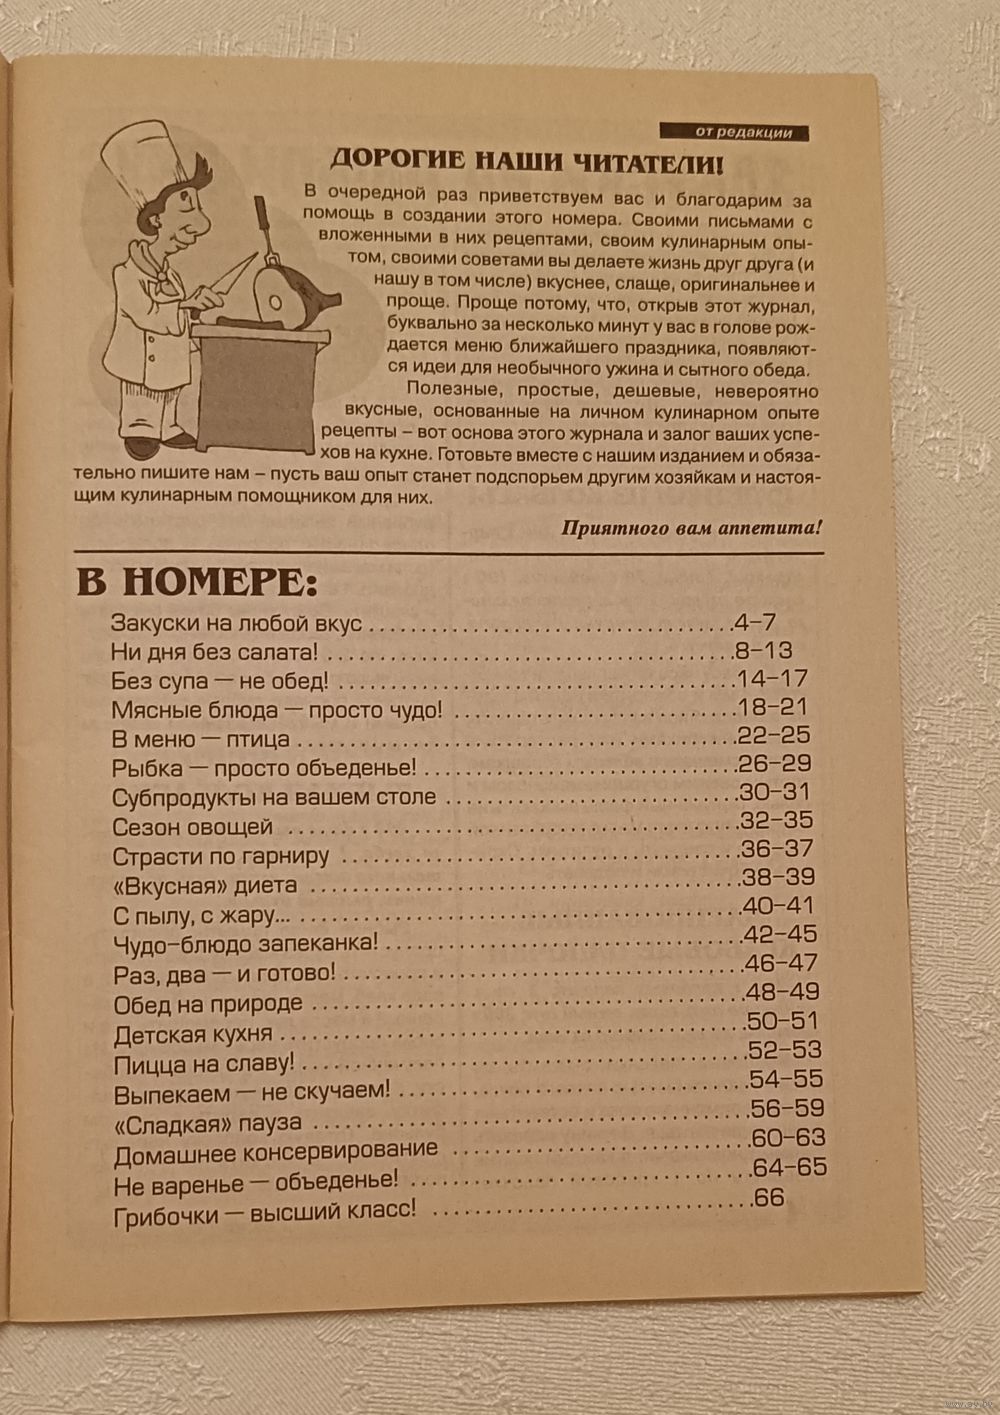 от редакции
ДОРОГИЕ НАШИ ЧИТАТЕЛИ!
В очередной раз приветствуем вас и благодарим за
помощь в создании этого номера. Своими письмами с
вложенными в них рецептами, своим кулинарным опы-
том, своими советами вы делаете жизнь друг друга (и
нашу в том числе) вкуснее, слаще, оригинальнее и
проще. Проще потому, что, открыв этот журнал,
буквально за несколько минут у вас в голове рож-
дается меню ближайшего праздника, появляют-
ся идеи для необычного ужина и сытного обеда.
Полезные, простые, дешевые, невероятно
вкусные, основанные на личном кулинарном опыте
рецепты – вот основа этого журнала и залог ваших успе-
хов на кухне. Готовьте вместе с нашим изданием и обяза-
тельно пишите нам – пусть ваш опыт станет подспорьем другим хозяйкам и настоя-
щим кулинарным помощником для них.
Приятного вам аппетита!
В НОМЕРЕ:
Закуски на любой вкус ................................4–7
Ни дня без салата! ................................8–13
Без супа — не обед! ................................14–17
Мясные блюда — просто чудо! ........................18–21
В меню — птица ................................22–25
Рыбка — просто объеденье! ........................26–29
Субпродукты на вашем столе ........................30–31
Сезон овощей ................................32–35
Страсти по гарниру ................................36–37
«Вкусная» диета ................................38–39
С пылу, с жару... ................................40–41
Чудо-блюдо запеканка! ............................42–45
Раз, два — и готово! ................................46–47
Обед на природе ................................48–49
Детская кухня ................................50–51
Пицца на славу! ................................52–53
Выпекаем — не скучаем! ............................54–55
«Сладкая» пауза ................................56–59
Домашнее консервирование ........................60–63
Не варенье — объеденье! ............................64–65
Грибочки — высший класс! ............................66
www.ay.by